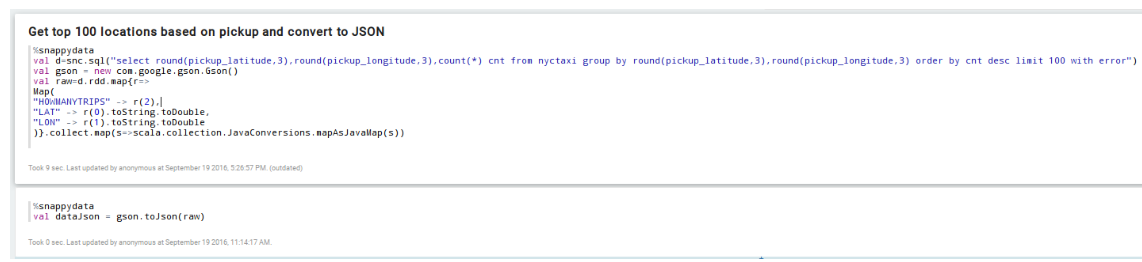 Get top 100 locations based on pickup and convert to JSON
%snappydata
val d=snc.sql("select round(pickup_latitude,3),round(pickup_longitude,3),count(*) cnt from nyctaxi group by round(pickup_latitude,3),round(pickup_longitude,3) order by cnt desc limit 100 with error")
val gson = new com.google.gson.Gson()
val raw=d.rdd.map{r=>
Map(
"HOWMANYTRIPS" -> r(2),
"LAT" -> r(0).toString.toDouble,
"LON" -> r(1).toString.toDouble
)}.collect.map(s=>scala.collection.JavaConversions.mapAsJavaMap(s))
Took 9 sec. Last updated by anonymous at September 19 2016, 5:26:57 PM. (outdated)
%snappydata
val dataJson = gson.toJson(raw)
Took 0 sec. Last updated by anonymous at September 19 2016, 11:14:17 AM.